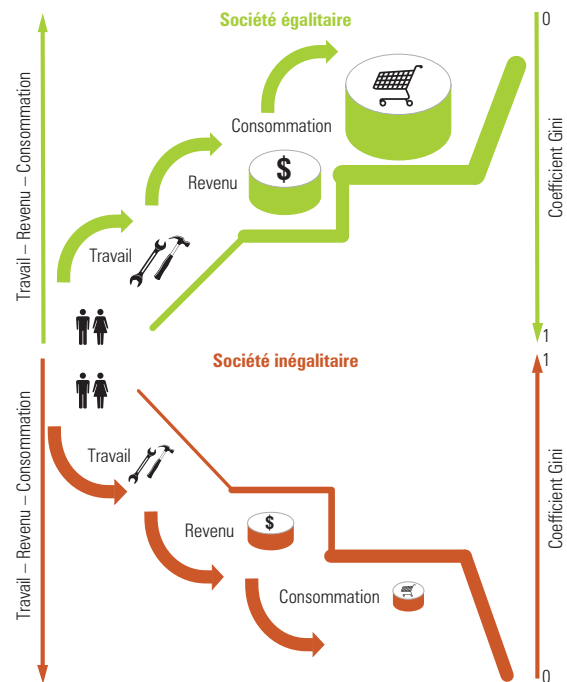 Société égalitaire
0
Travail – Revenu – Consommation
Consommation
Coefficient Gini
Revenu
$
Travail
1
Société inégalitaire
1
Travail – Revenu – Consommation
Travail
Coefficient Gini
Revenu
$
Consommation
0